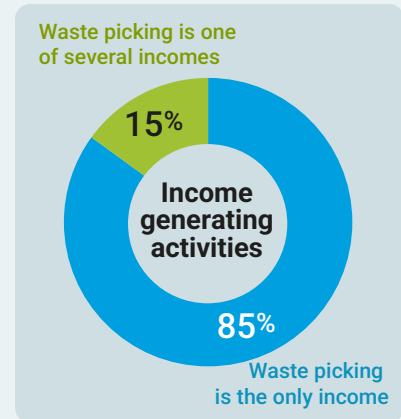 Waste picking is one
of several incomes
15%
Income
generating
activities
85%
Waste picking
is the only income